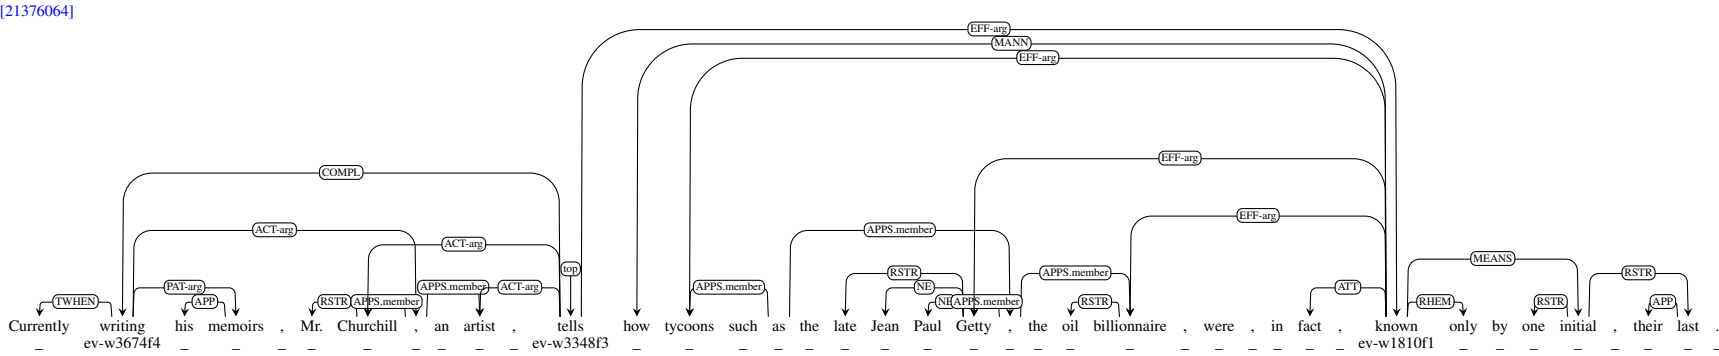 [21376064]
EFF-arg
MANN
EFF-arg
EFF-arg
COMPL
EFF-arg
ACT-arg APPS.member
ACT-arg
MEANS
top
RSTR APPS.member RSTR
PAT-arg APPS.member ACT-arg APPS.member NE ATT
TWHEN APP RSTR APPS.member NE APPS.member RSTR RHEM RSTR APP
Currently writing his memoirs , Mr. Churchill , an artist , tells how tycoons such as the late Jean Paul Getty , the oil billionnaire , were , in fact , known only by one initial , their last .
_ ev-w3674f4 _ _ _ _ _ _ _ _ _ ev-w3348f3 _ _ _ _ _ _ _ _ _ _ _ _ _ _ _ _ _ _ _ ev-w1810f1 _ _ _ _ _ _ _ _